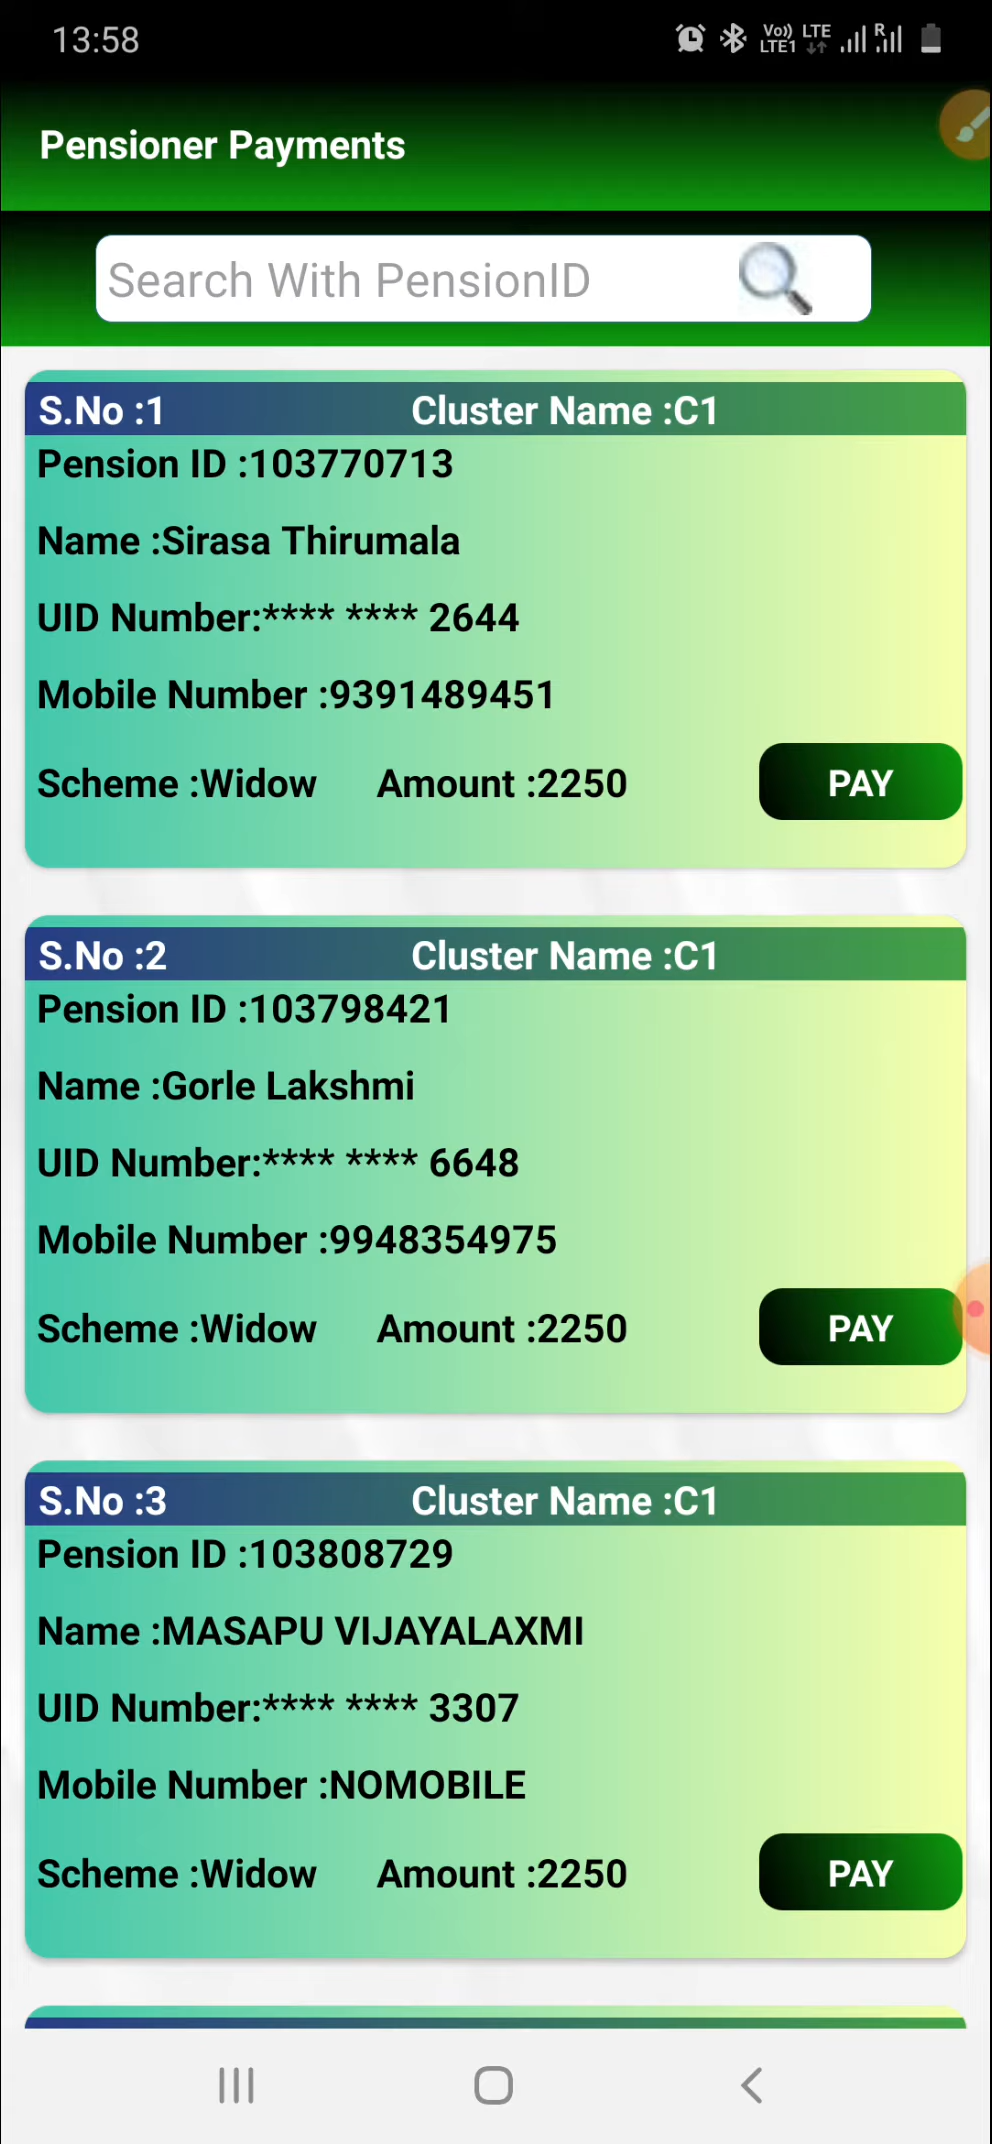 13:58
Vo)) LTE R
LTE1
Pensioner Payments
Search With PensionID
S.No :1 Cluster Name :C1
Pension ID :103770713
Name :Sirasa Thirumala
UID Number:**** **** 2644
Mobile Number :9391489451
Scheme :Widow Amount :2250 PAY
S.No :2 Cluster Name :C1
Pension ID :103798421
Name :Gorle Lakshmi
UID Number:**** **** 6648
Mobile Number :9948354975
Scheme :Widow Amount :2250 PAY
S.No :3 Cluster Name :C1
Pension ID :103808729
Name :MASAPU VIJAYALAXMI
UID Number:**** **** 3307
Mobile Number :NOMOBILE
Scheme :Widow Amount :2250 PAY